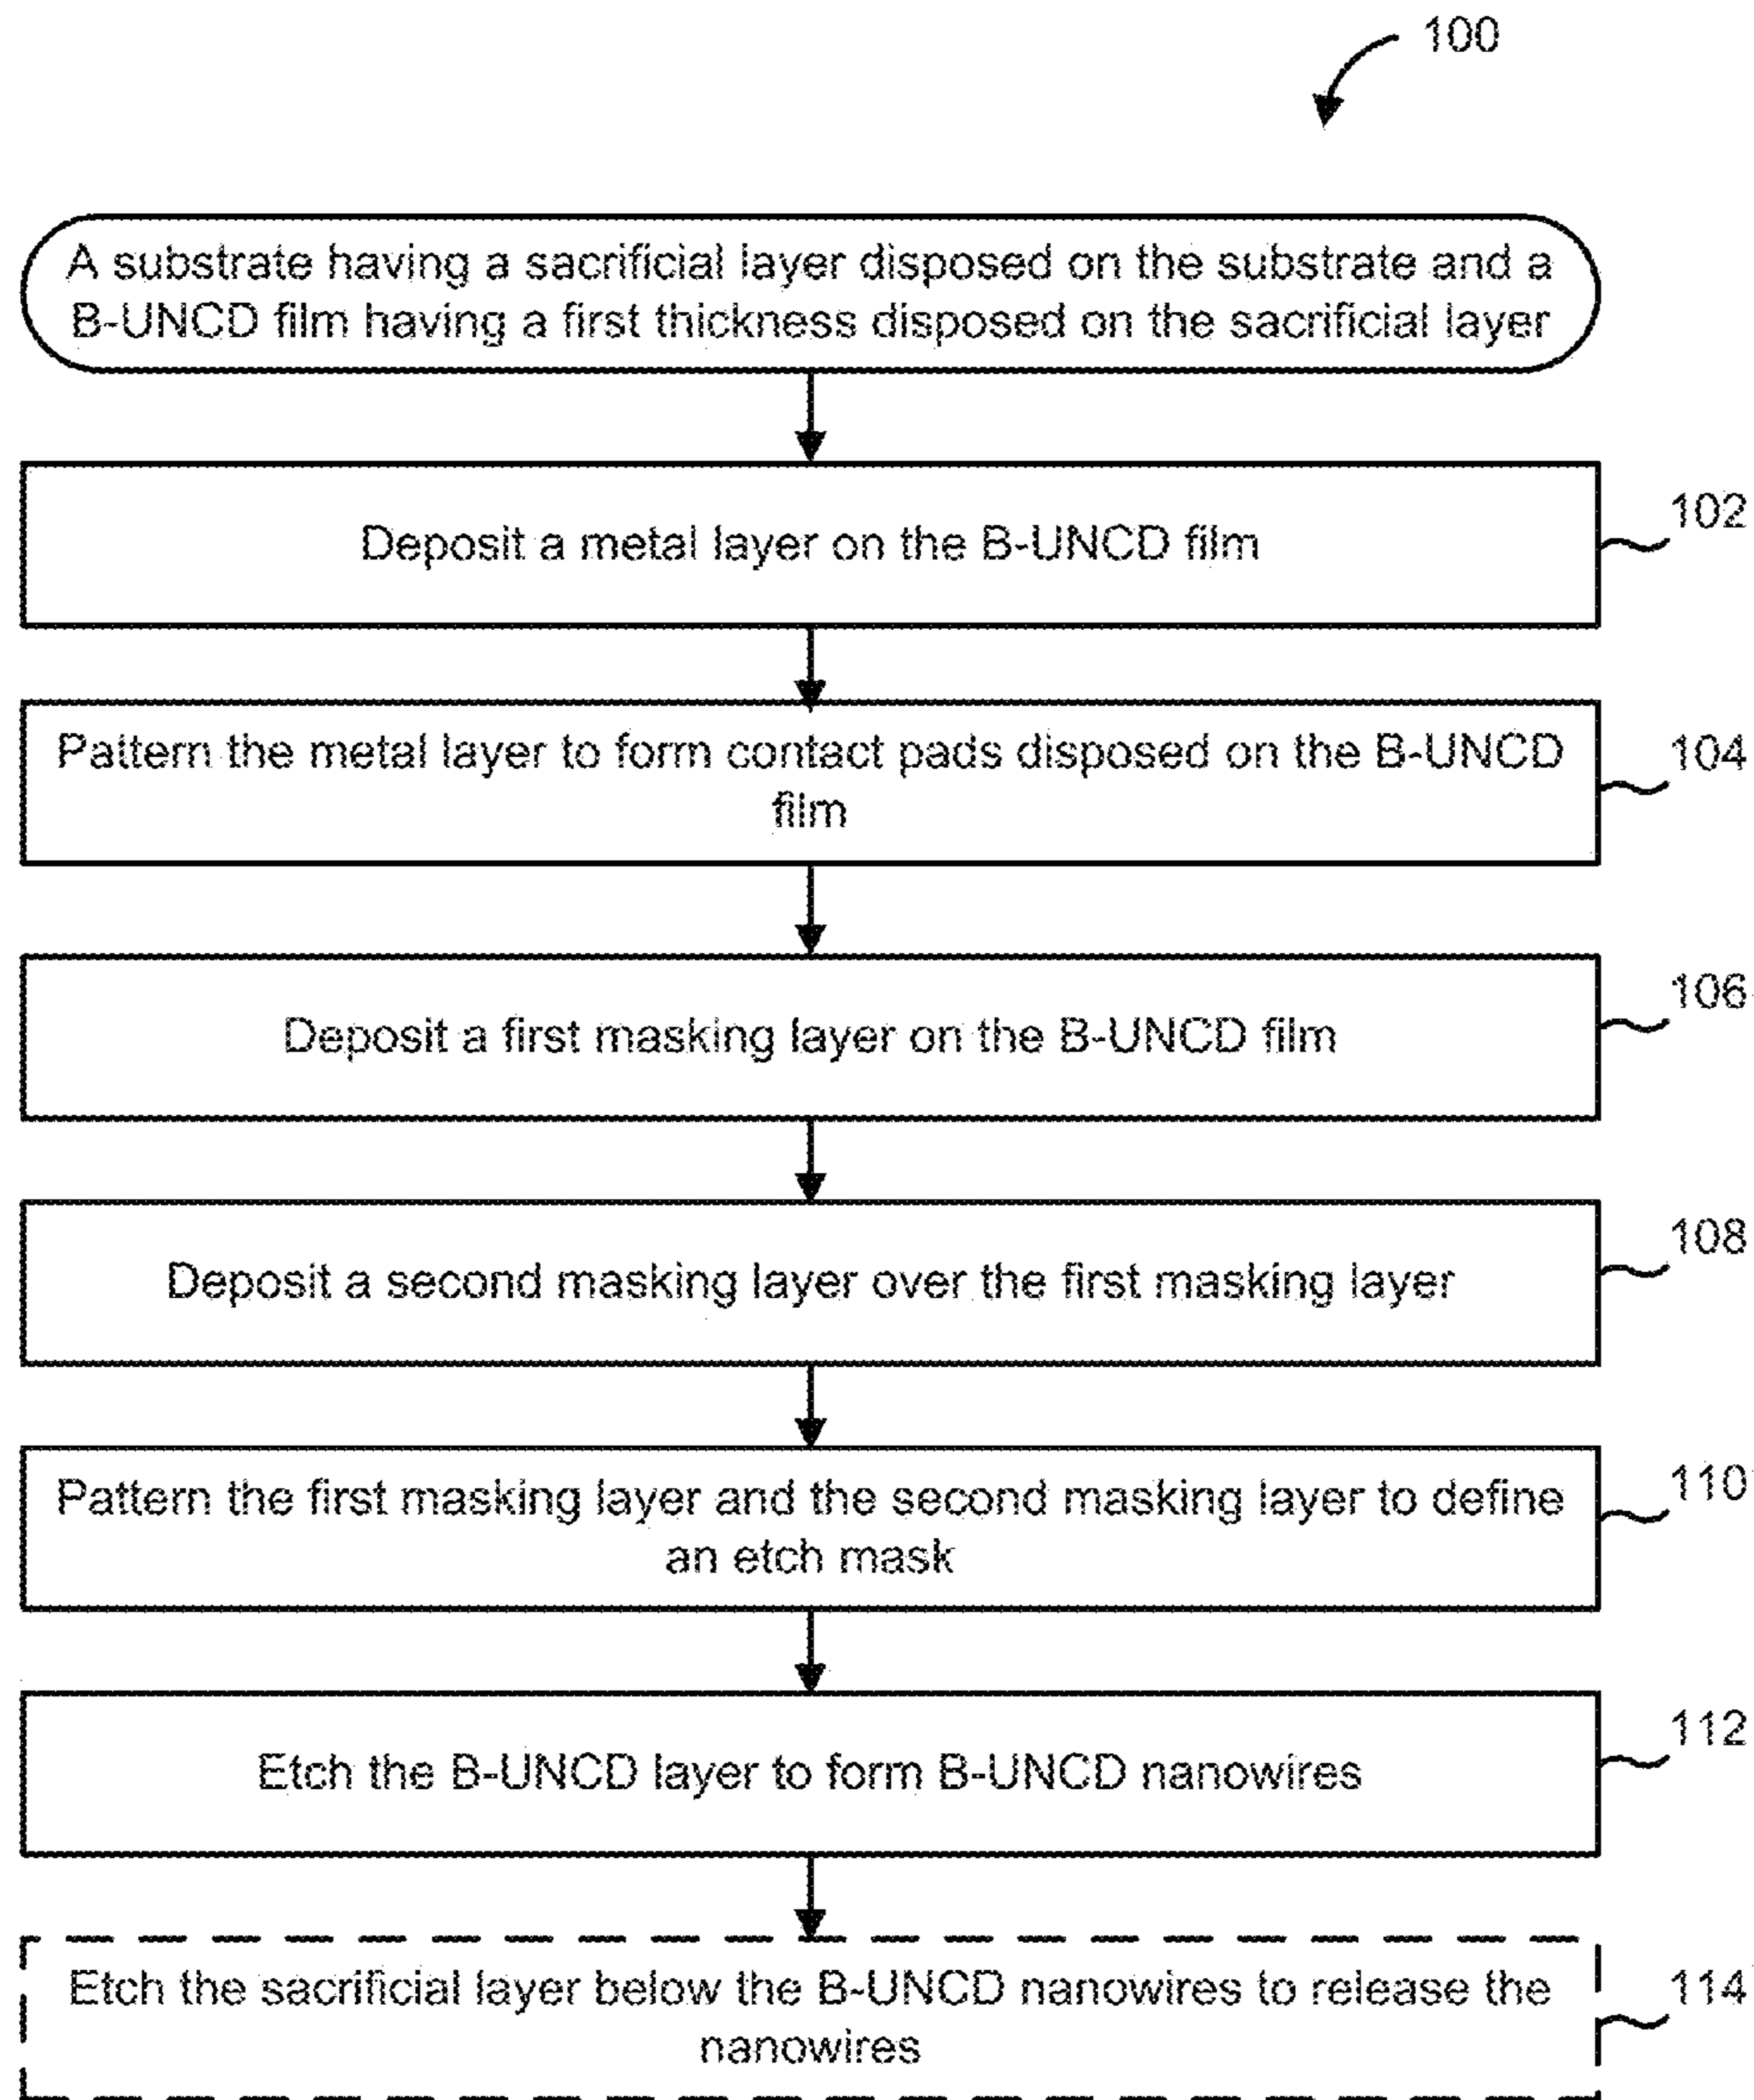 100
A substrate having a sacrificial layer disposed on the substrate and a
B-UNCD film having a first thickness disposed on the sacrificial layer
Deposit a metal layer on the B-UNCD film
102
Pattern the metal layer to form contact pads disposed on the B-UNCD
film
104
Deposit a first masking layer on the B-UNCD film
106
Deposit a second masking layer over the first masking layer
108
Pattern the first masking layer and the second masking layer to define
an etch mask
110
Etch the B-UNCD layer to form B-UNCD nanowires
112
Etch the sacrificial layer below the B-UNCD nanowires to release the
nanowires
114